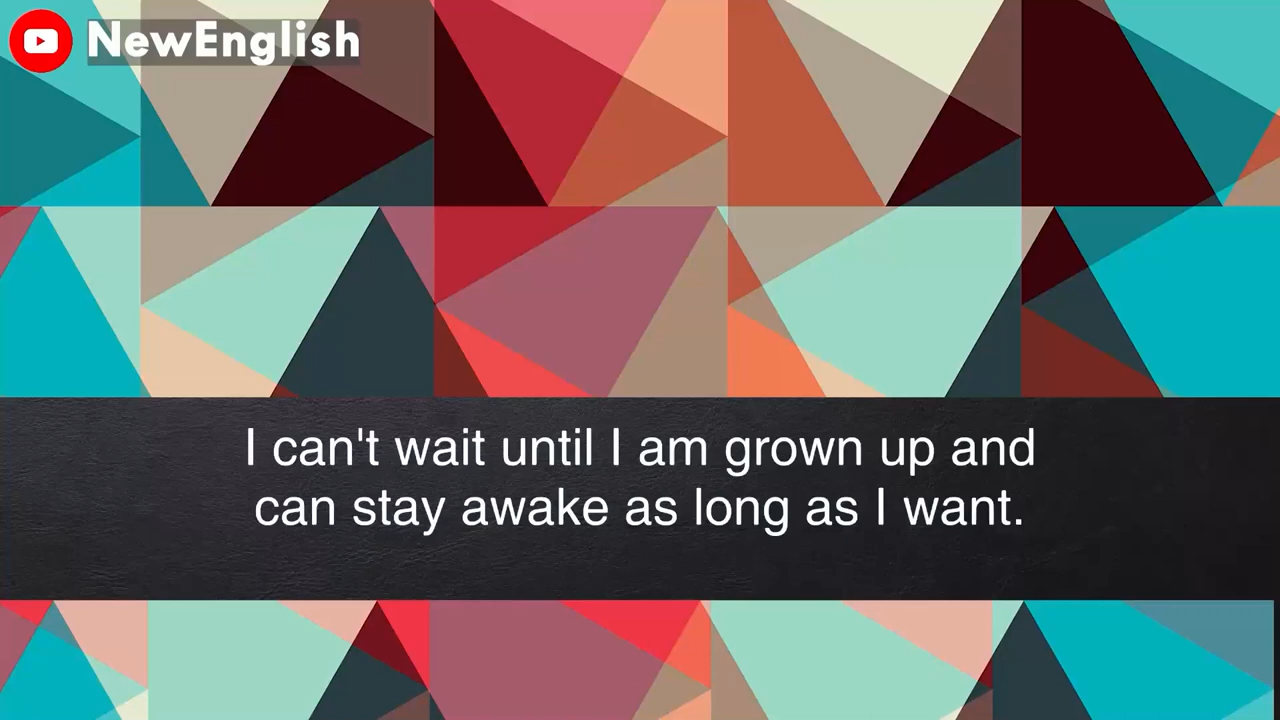 NewEnglish
I can't wait until I am grown up and
can stay awake as long as I want.